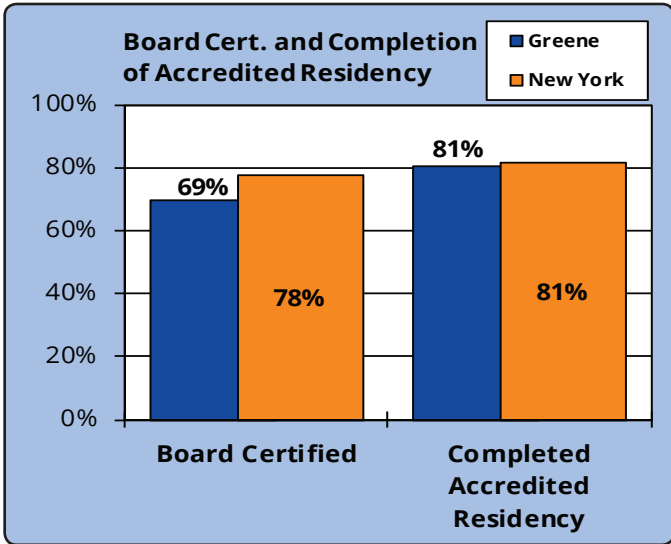 Board Cert. and Completion
of Accredited Residency
Greene
New York
100%
80%
60%
40%
20%
0%
69%
78%
81%
81%
Board Certified
Completed
Accredited
Residency